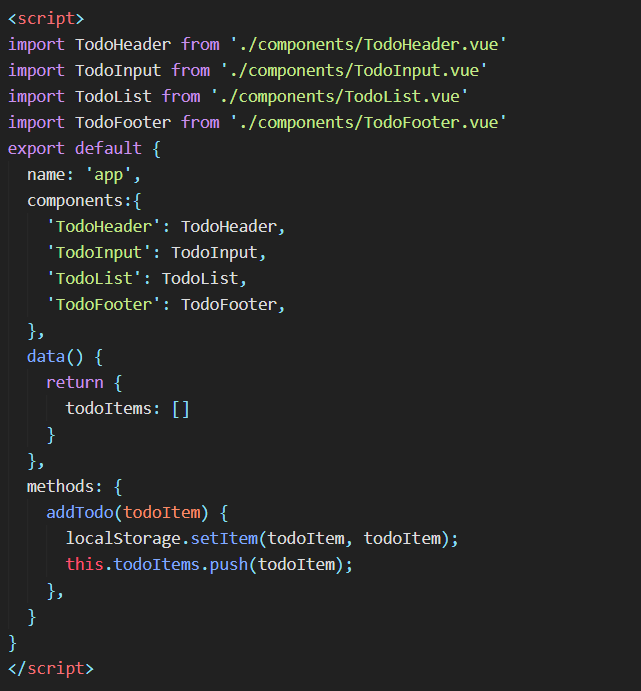 <script>
import TodoHeader from './components/TodoHeader.vue'
import TodoInput from './components/TodoInput.vue'
import TodoList from './components/TodoList.vue'
import TodoFooter from './components/TodoFooter.vue'
export default {
  name: 'app',
  components:{
    'TodoHeader': TodoHeader,
    'TodoInput': TodoInput,
    'TodoList': TodoList,
    'TodoFooter': TodoFooter,
  },
  data() {
    return {
      todoItems: []
    }
  },
  methods: {
    addTodo(todoItem) {
      localStorage.setItem(todoItem, todoItem);
      this.todoItems.push(todoItem);
    },
  }
}
</script>